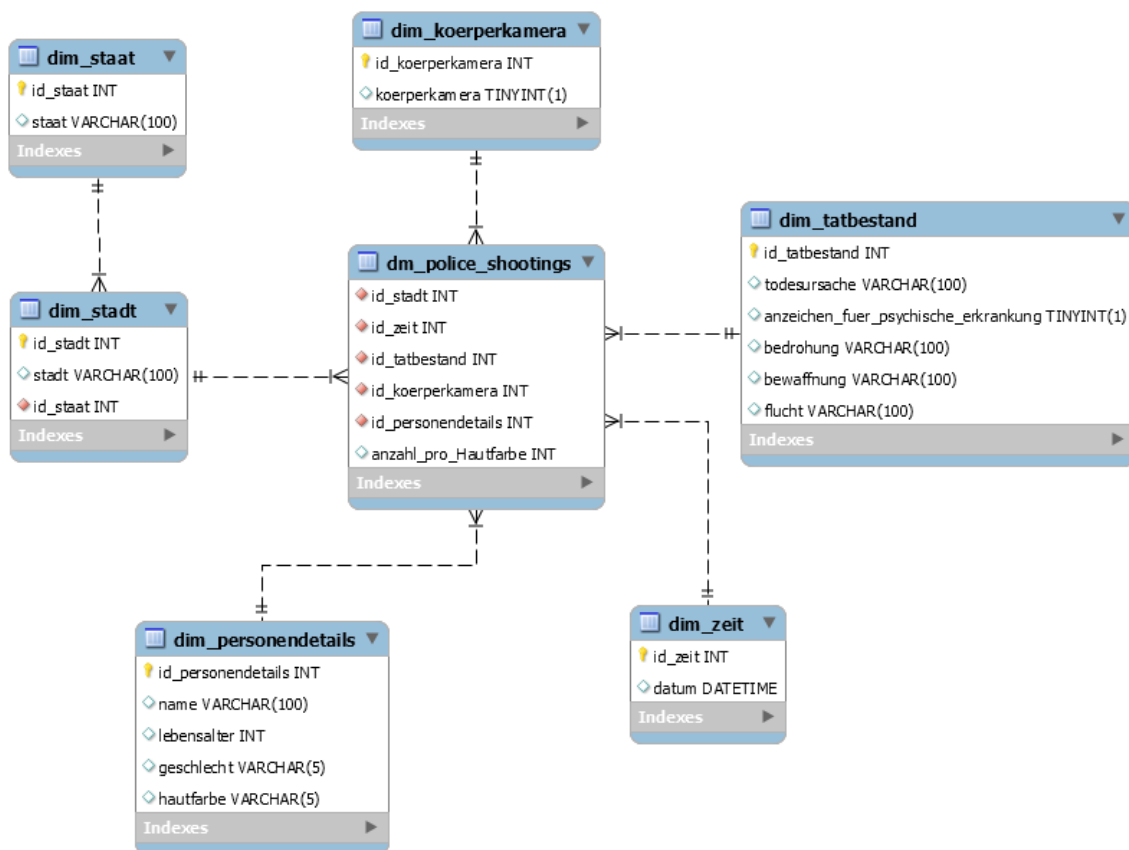 dim_staat
id_staat INT
staat VARCHAR(100)
Indexes
dim_koerperkamera
id_koerperkamera INT
koerperkamera TINYINT(1)
Indexes
dim_tatbestand
id_tatbestand INT
todesursache VARCHAR(100)
anzeichen_fuer_psychische_erkrankung TINYINT(1)
bedrohung VARCHAR(100)
bewaffnung VARCHAR(100)
flucht VARCHAR(100)
Indexes
dim_stadt
id_stadt INT
stadt VARCHAR(100)
id_staat INT
Indexes
dm_police_shootings
id_stadt INT
id_zeit INT
id_tatbestand INT
id_koerperkamera INT
id_personendetails INT
anzahl_pro_Hautfarbe INT
Indexes
dim_personendetails
id_personendetails INT
name VARCHAR(100)
lebensalter INT
geschlecht VARCHAR(5)
hautfarbe VARCHAR(5)
Indexes
dim_zeit
id_zeit INT
datum DATETIME
Indexes